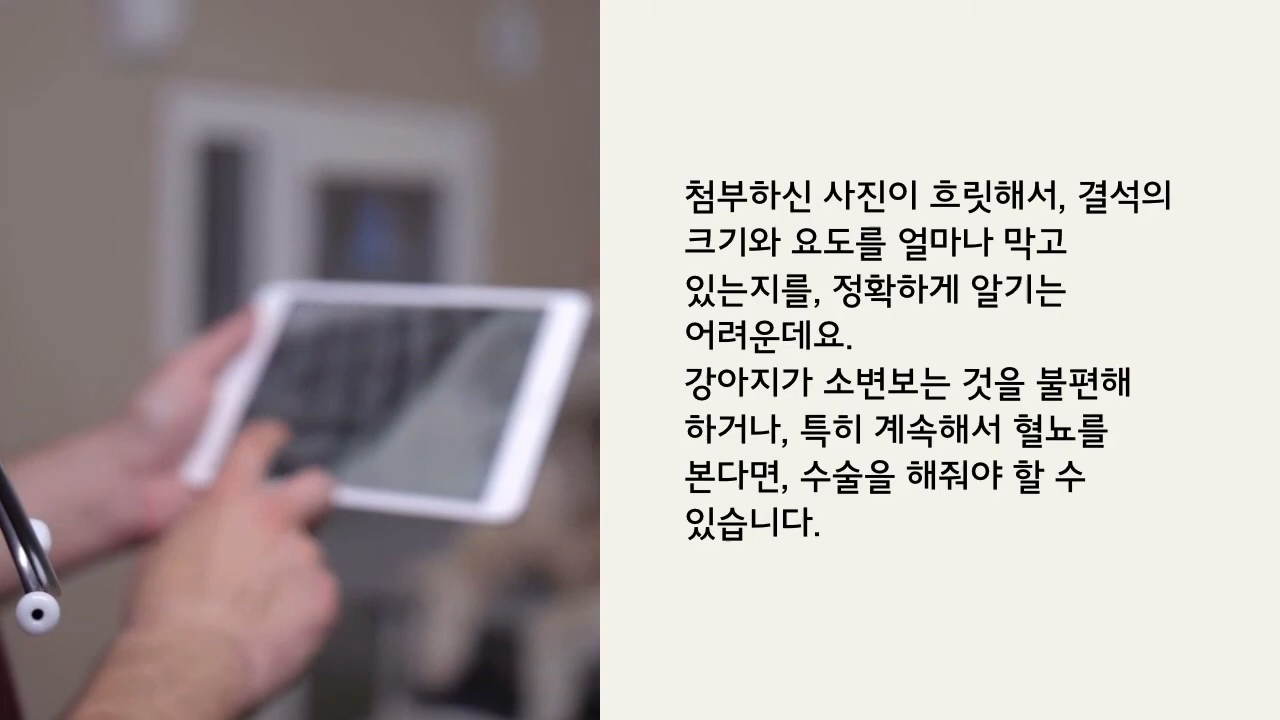 첨부하신 사진이 흐릿해서, 결석의
크기와 요도를 얼마나 막고
있는지를, 정확하게 알기는
어려운데요.
강아지가 소변보는 것을 불편해
하거나, 특히 계속해서 혈뇨를
본다면, 수술을 해줘야 할 수
있습니다.